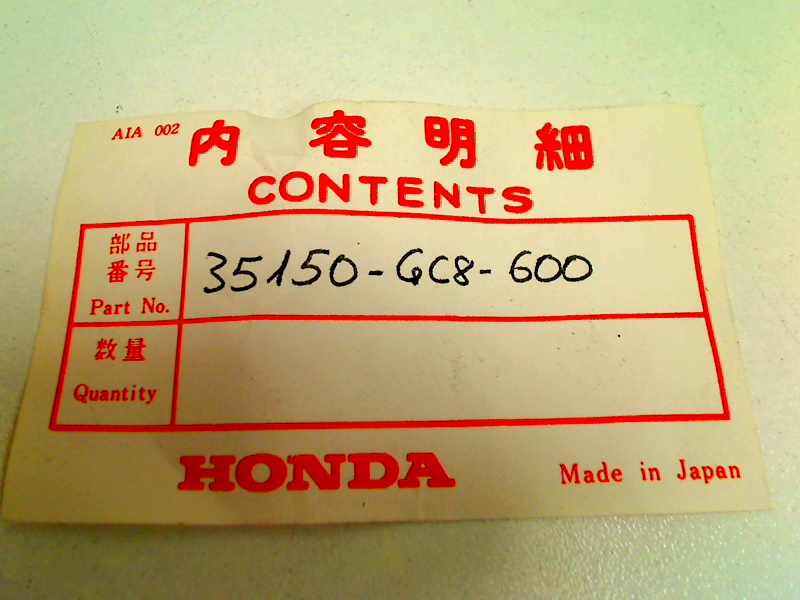 AIA 002
内容明細
CONTENTS
部品
番号
Part No.
35150-GC8-600
数量
Quantity
HONDA
Made in Japan